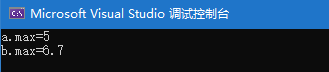 Microsoft Visual Studio 调试控制台
a.max=5
b.max=6.7